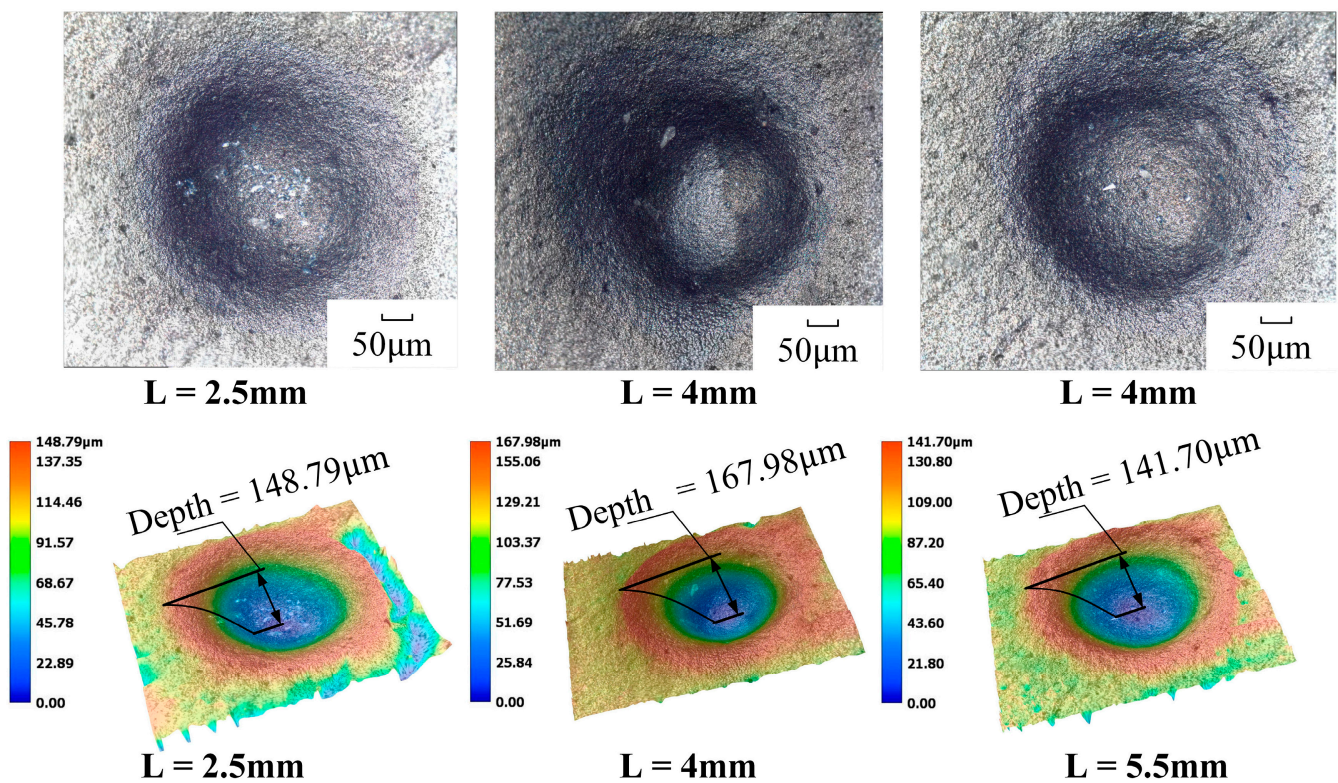 50μm
50μm
50μm
L = 2.5mm
L = 4mm
L = 4mm
148.79μm
137.35
114.46
91.57
68.67
45.78
22.89
0.00
Depth = 148.79μm
167.98μm
155.06
129.21
103.37
77.53
51.69
25.84
0.00
Depth = 167.98μm
141.70μm
130.80
109.00
87.20
65.40
43.60
21.80
0.00
Depth = 141.70μm
L = 2.5mm
L = 4mm
L = 5.5mm